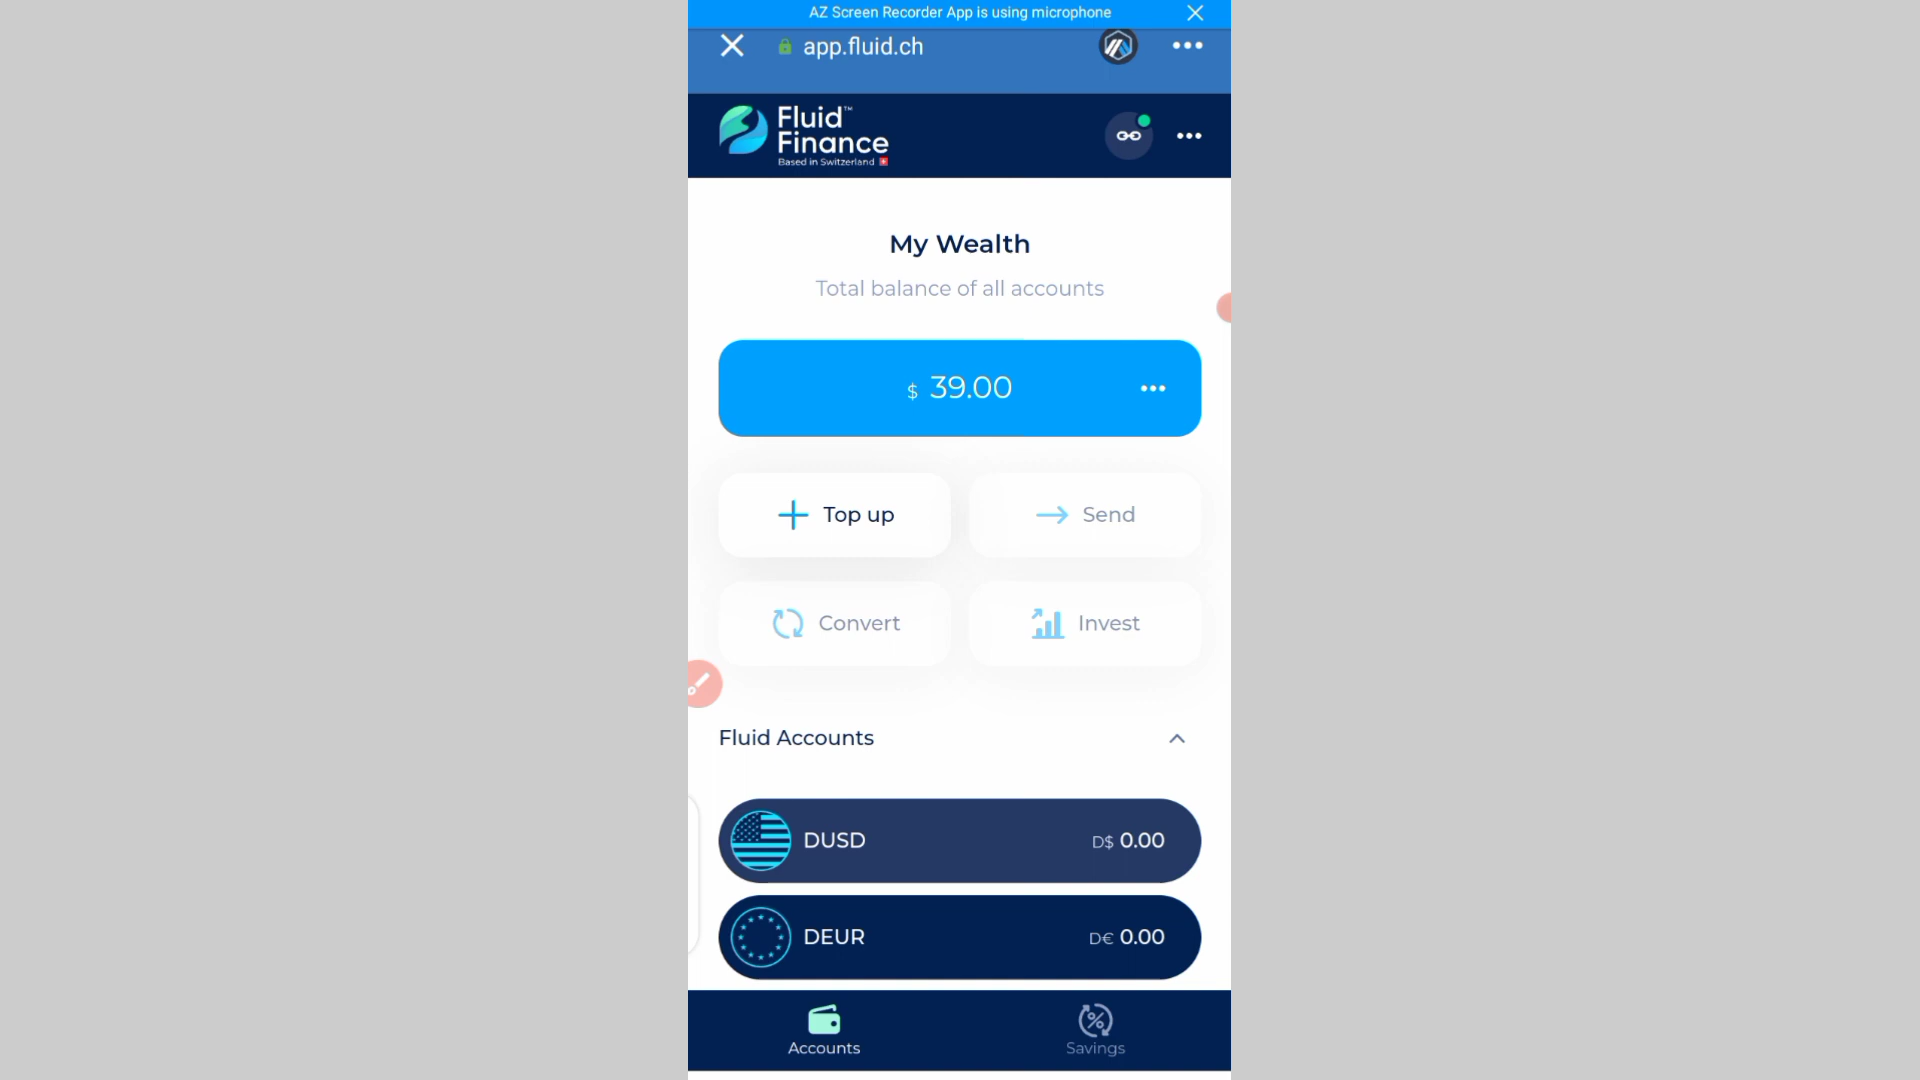 AZ Screen Recorder App is using microphone
app.fluid.ch
Fluid™
Finance
Based in Switzerland
My Wealth
Total balance of all accounts
$ 39.00
Top up
Send
Convert
Invest
Fluid Accounts
DUSD
D$ 0.00
DEUR
D€ 0.00
Accounts
Savings